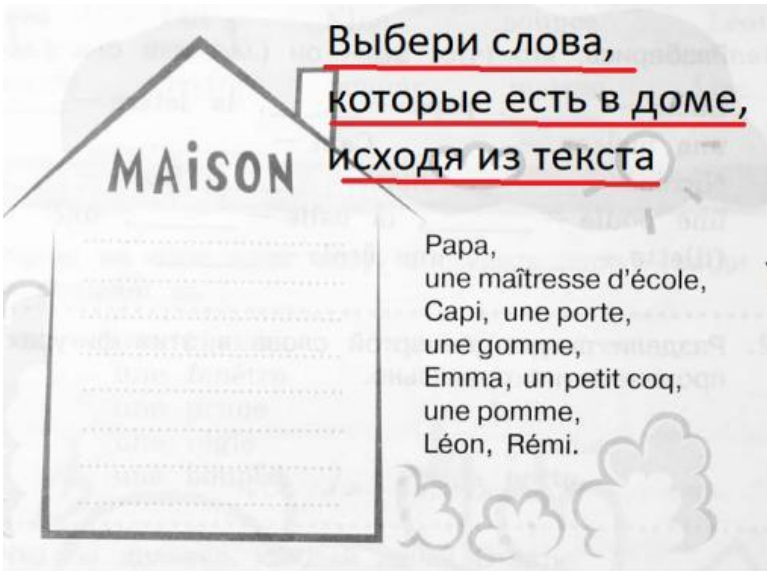 Выбери слова,
которые есть в доме,
исходя из текста
MAiSON
Papa,
une maîtresse d'école,
Capi, une porte,
une gomme,
Emma, un petit coq,
une pomme,
Léon, Rémi.